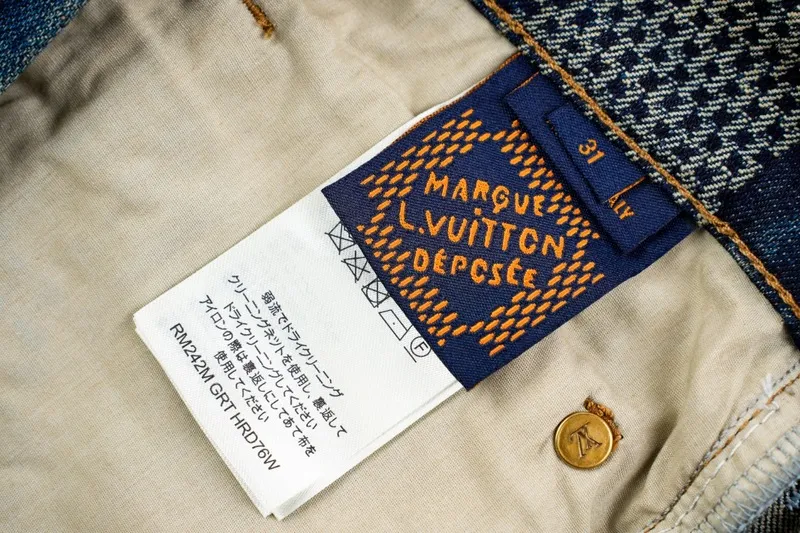 31
ALY
MARQUE
L.VUITTON
DÉPOSÉE
F
弱流でドライクリーニング
クリーニングネットを使用し、裏返して
ドライクリーニングしてください
アイロンの際は裏返しにしてあて布を
使用してください
RM242M GRT HRD76W
LV